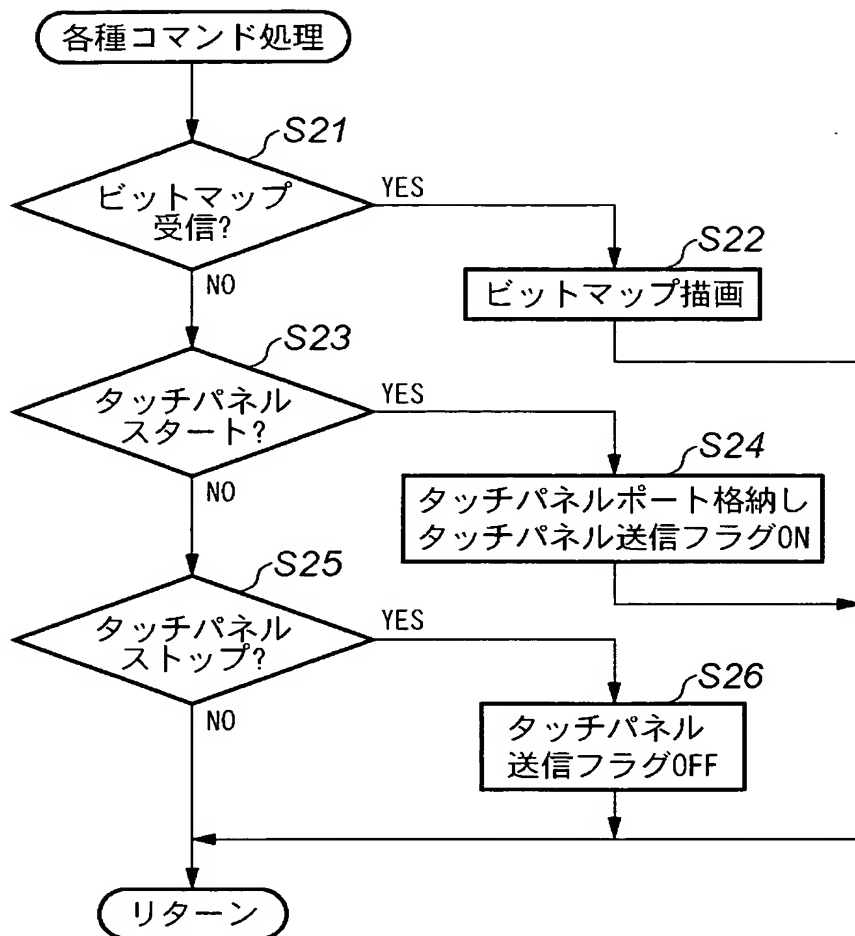 各種コマンド処理
S21
ビットマップ
受信?
YES
NO
S22
ビットマップ描画
S23
タッチパネル
スタート?
YES
NO
S24
タッチパネルポート格納し
タッチパネル送信フラグON
S25
タッチパネル
ストップ?
YES
NO
S26
タッチパネル
送信フラグOFF
リターン